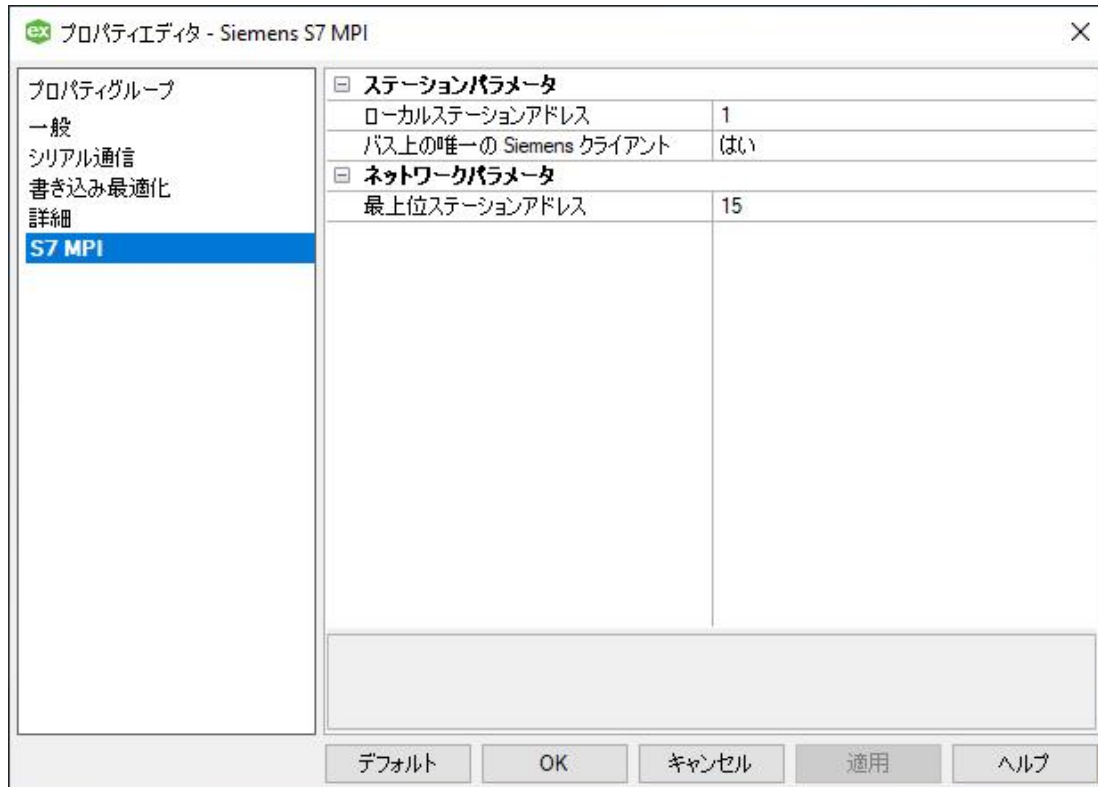 ex プロパティエディタ - Siemens S7 MPI
プロパティグループ
一般
シリアル通信
書き込み最適化
詳細
S7 MPI
ステーションパラメータ
ローカルステーションアドレス 1
バス上の唯一の Siemens クライアント はい
ネットワークパラメータ
最上位ステーションアドレス 15
デフォルト OK キャンセル 適用 ヘルプ